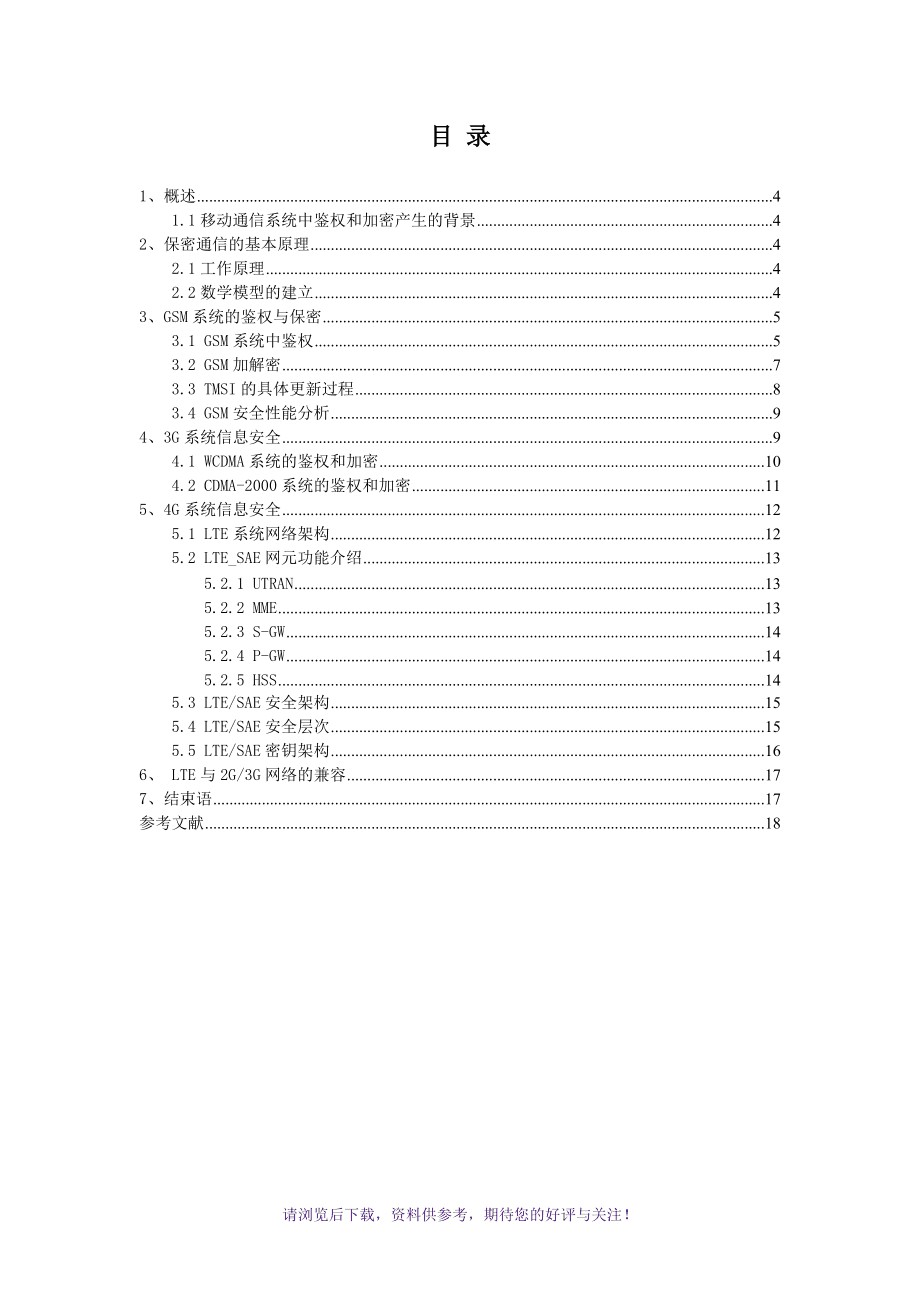 目 录
1、概述........................................4
1.1 移动通信系统中鉴权和加密产生的背景........................................4
2、保密通信的基本原理........................................4
2.1 工作原理........................................4
2.2 数学模型的建立........................................4
3、GSM 系统的鉴权与保密........................................5
3.1 GSM 系统中鉴权........................................5
3.2 GSM 加解密........................................7
3.3 TMSI 的具体更新过程........................................8
3.4 GSM 安全性能分析........................................9
4、3G 系统信息安全........................................9
4.1 WCDMA 系统的鉴权和加密........................................10
4.2 CDMA-2000 系统的鉴权和加密........................................11
5、4G 系统信息安全........................................12
5.1 LTE 系统网络架构........................................12
5.2 LTE_SAE 网元功能介绍........................................13
5.2.1 UTRAN........................................13
5.2.2 MME........................................13
5.2.3 S-GW........................................14
5.2.4 P-GW........................................14
5.2.5 HSS........................................14
5.3 LTE/SAE 安全架构........................................15
5.4 LTE/SAE 安全层次........................................15
5.5 LTE/SAE 密钥架构........................................16
6、 LTE 与 2G/3G 网络的兼容........................................17
7、结束语........................................17
参考文献........................................18
请浏览后下载，资料供参考，期待您的好评与关注！